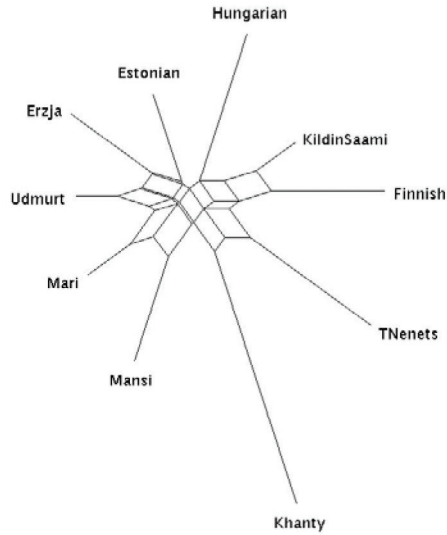 Hungarian
Estonian
Erzja
KildinSaami
Udmurt
Finnish
Mari
TNenets
Mansi
Khanty